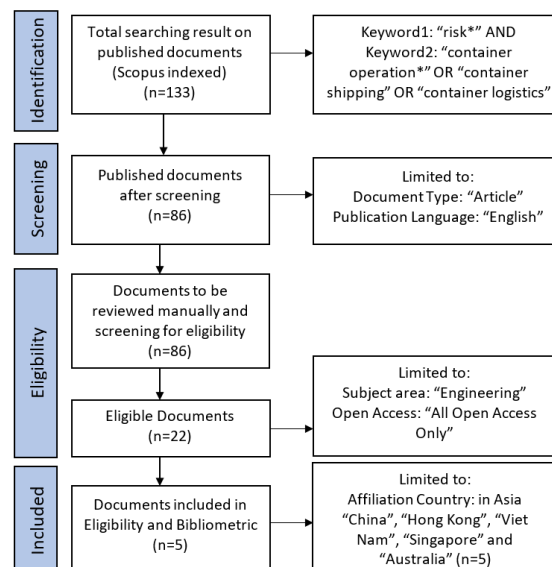 Identification
Total searching result on
published documents
(Scopus indexed)
(n=133)
Keyword1: “risk*” AND
Keyword2: “container
operation*” OR “container
shipping” OR “container logistics”
Screening
Published documents
after screening
(n=86)
Limited to:
Document Type: “Article”
Publication Language: “English”
Eligibility
Documents to be
reviewed manually and
screening for eligibility
(n=86)
Eligible Documents
(n=22)
Limited to:
Subject area: “Engineering”
Open Access: “All Open Access
Only”
Included
Documents included in
Eligibility and Bibliometric
(n=5)
Limited to:
Affiliation Country: in Asia
“China”, “Hong Kong”, “Viet
Nam”, “Singapore” and
“Australia” (n=5)